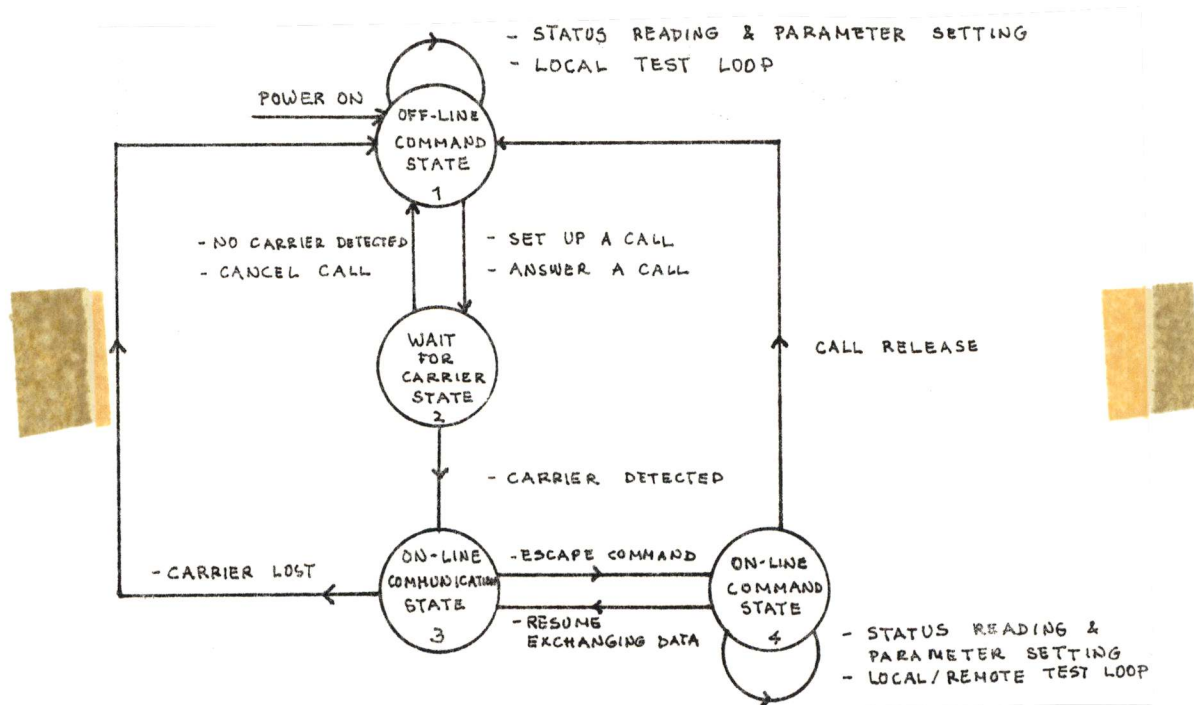 - STATUS READING & PARAMETER SETTING
- LOCAL TEST LOOP
POWER ON
OFF-LINE
COMMAND
STATE
1
- NO CARRIER DETECTED
- CANCEL CALL
- SET UP A CALL
- ANSWER A CALL
WAIT
FOR
CARRIER
STATE
2
CALL RELEASE
- CARRIER DETECTED
- CARRIER LOST
ON-LINE
COMMUNICATION
STATE
3
-ESCAPE COMMAND
-RESUME
EXCHANGING DATA
ON-LINE
COMMAND
STATE
4
- STATUS READING &
PARAMETER SETTING
- LOCAL/REMOTE TEST LOOP